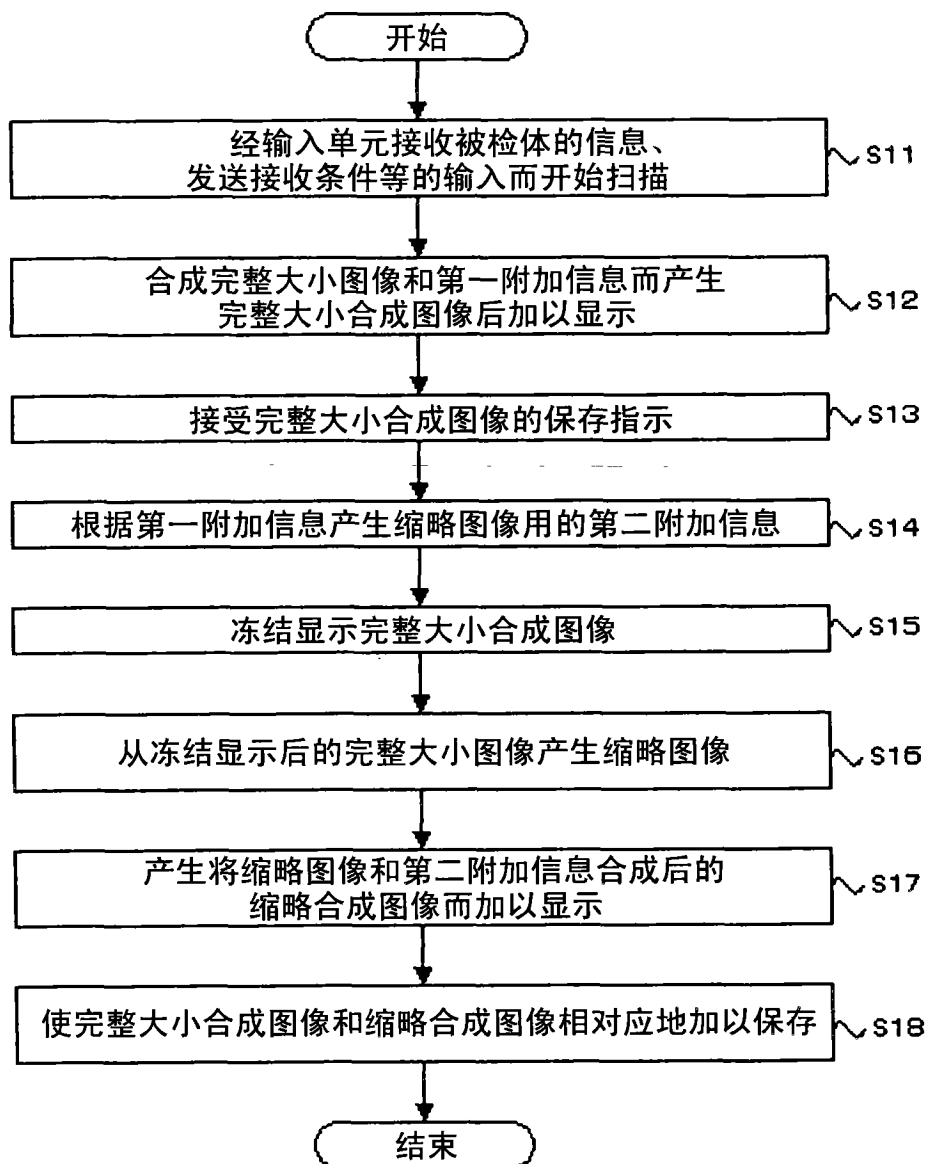 开始
经输入单元接收被检体的信息、
发送接收条件等的输入而开始扫描
S11
合成完整大小图像和第一附加信息而产生
完整大小合成图像后加以显示
S12
接受完整大小合成图像的保存指示
S13
根据第一附加信息产生缩略图像用的第二附加信息
S14
冻结显示完整大小合成图像
S15
从冻结显示后的完整大小图像产生缩略图像
S16
产生将缩略图像和第二附加信息合成后的
缩略合成图像而加以显示
S17
使完整大小合成图像和缩略合成图像相对应地加以保存
S18
结束